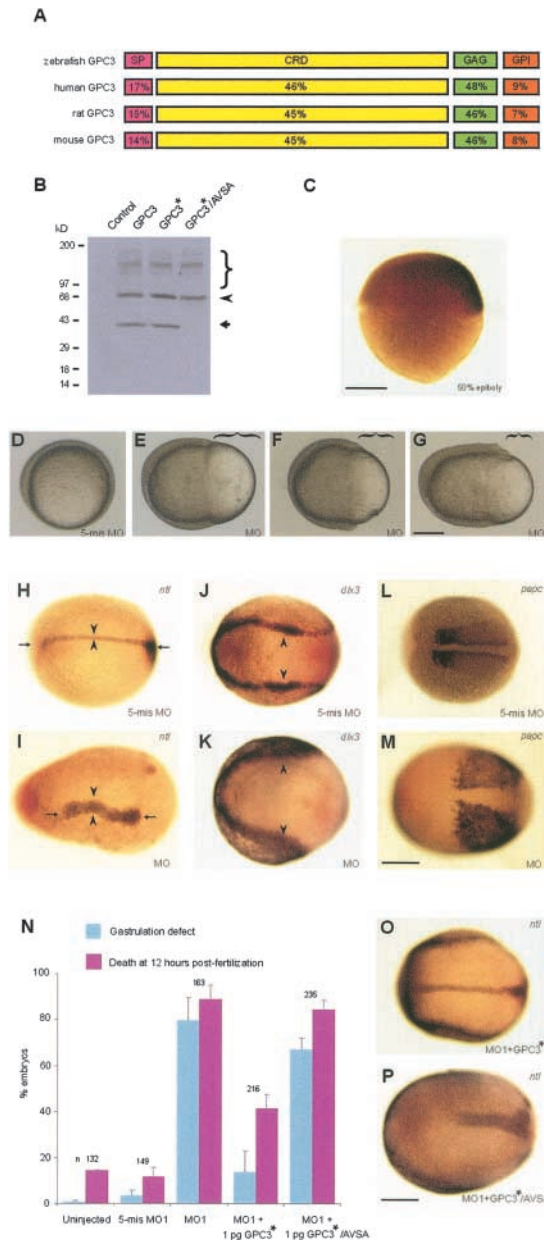 A
zebrafish GPC3 SP CRD GAG GPI
human GPC3 17% 46% 48% 9%
rat GPC3 15% 45% 46% 7%
mouse GPC3 14% 45% 46% 8%
B
Control
GPC3
GPC3*
GPC3*/AVSA
kD
200
97
66
43
29
18
14
C
50% epiboly
D
5-mis MO
E
MO
F
MO
G
MO
H
ntl
5-mis MO
J
dlx3
5-mis MO
L
papc
5-mis MO
I
ntl
MO
K
dlx3
MO
M
papc
MO
N
Gastrulation defect
Death at 12 hours post-fertilization
% embryos
100
80
60
40
20
0
n 132
149
163
216
235
Uninjected
5-mis MO1
MO1
MO1 +
1 pg GPC3*
MO1 +
1 pg GPC3*/AVSA
O
ntl
MO1+GPC3*
P
ntl
MO1+GPC3*/AVSA